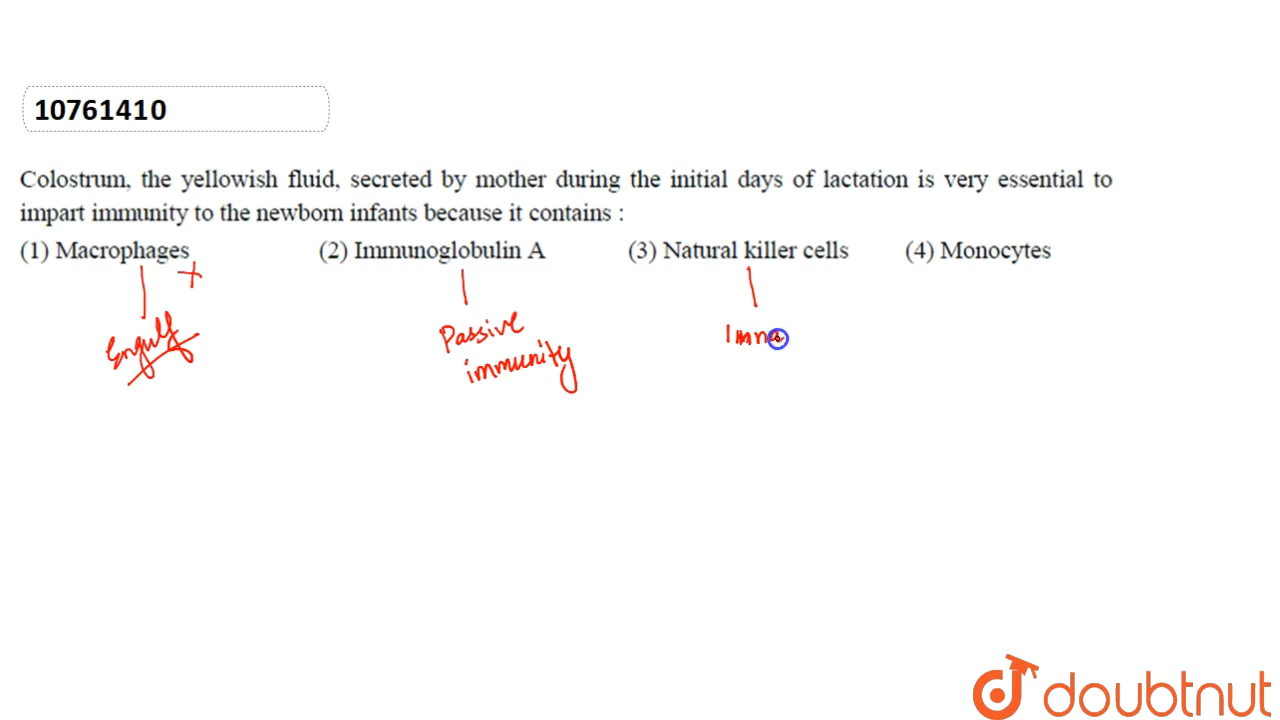 10761410
Colostrum, the yellowish fluid, secreted by mother during the initial days of lactation is very essential to
impart immunity to the newborn infants because it contains :
(1) Macrophages (2) Immunoglobulin A (3) Natural killer cells (4) Monocytes
Engulf Passive Inna
immunity
doubtnut